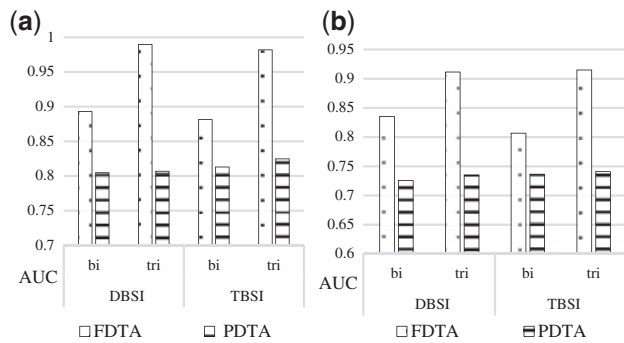 (a)
1
0.95
0.9
0.85
0.8
0.75
0.7
AUC
bi tri bi tri
DBSI TBSI
FDTA PDTA
(b)
0.95
0.9
0.85
0.8
0.75
0.7
0.65
0.6
AUC
bi tri bi tri
DBSI TBSI
FDTA PDTA